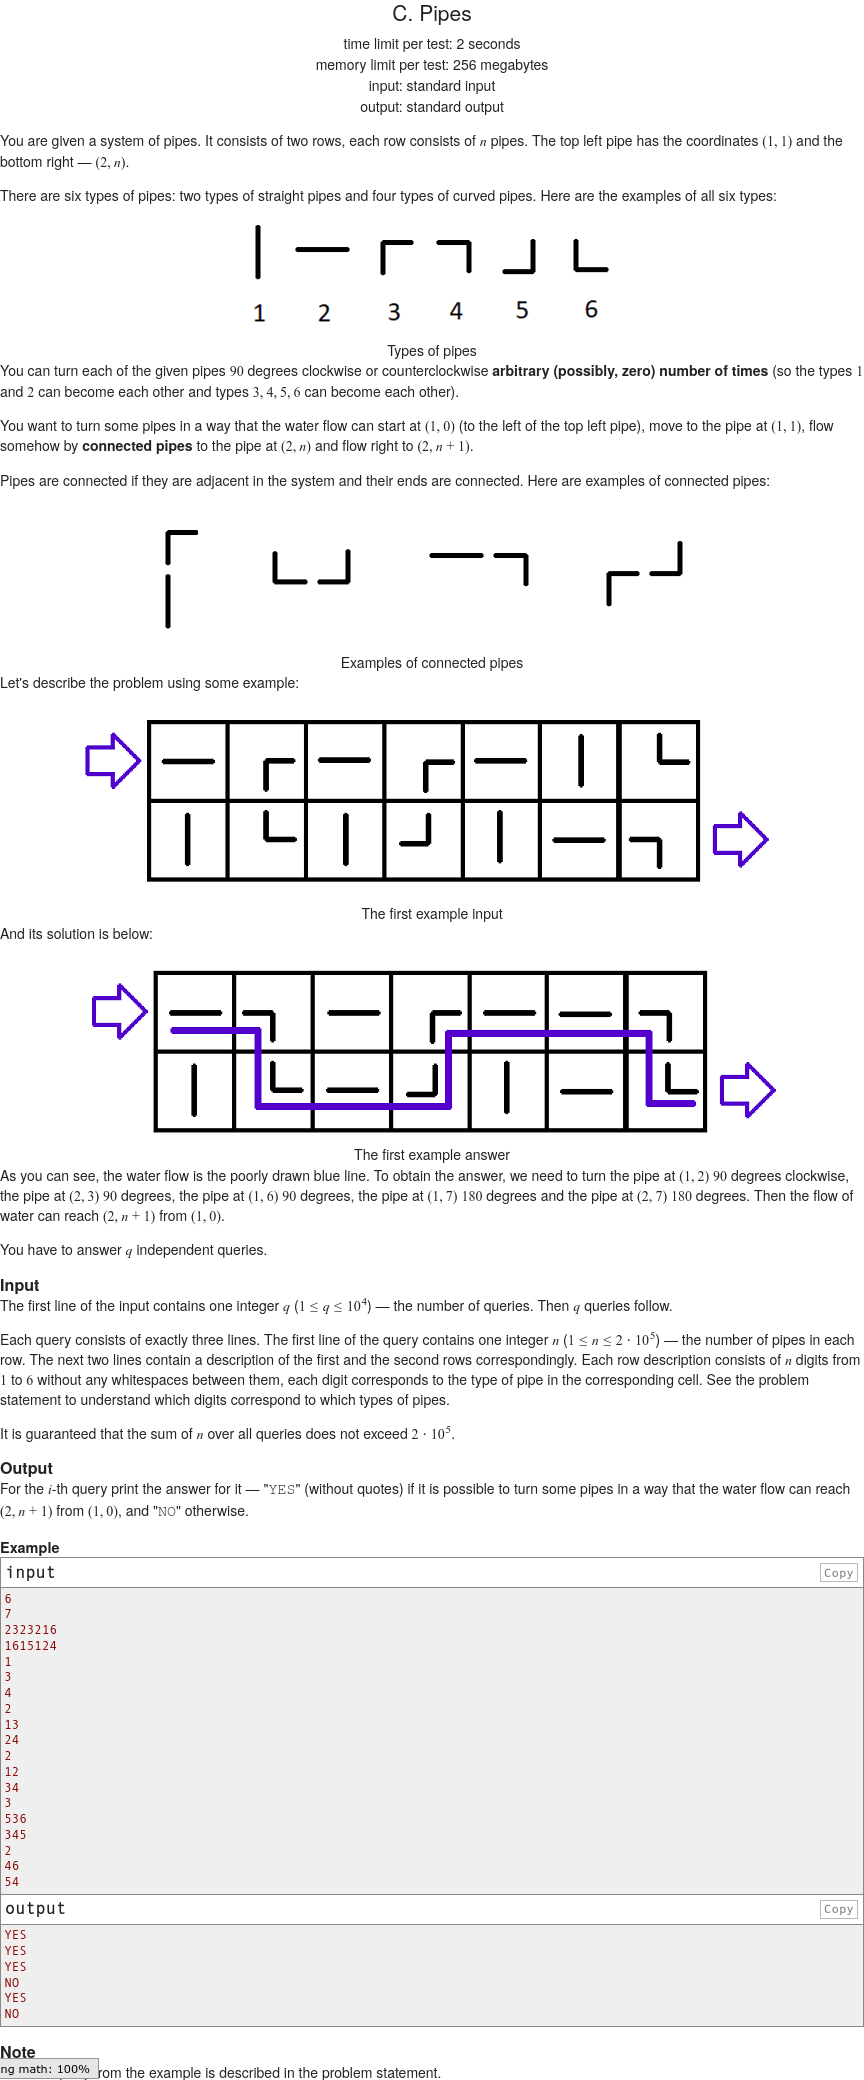 C. Pipes
time limit per test: 2 seconds
memory limit per test: 256 megabytes
input: standard input
output: standard output
You are given a system of pipes. It consists of two rows, each row consists of n pipes. The top left pipe has the coordinates (1, 1) and the
bottom right — (2, n).
There are six types of pipes: two types of straight pipes and four types of curved pipes. Here are the examples of all six types:
1 2 3 4 5 6
Types of pipes
You can turn each of the given pipes 90 degrees clockwise or counterclockwise arbitrary (possibly, zero) number of times (so the types 1
and 2 can become each other and types 3, 4, 5, 6 can become each other).
You want to turn some pipes in a way that the water flow can start at (1, 0) (to the left of the top left pipe), move to the pipe at (1, 1), flow
somehow by connected pipes to the pipe at (2, n) and flow right to (2, n + 1).
Pipes are connected if they are adjacent in the system and their ends are connected. Here are examples of connected pipes:
Examples of connected pipes
Let's describe the problem using some example:
The first example input
And its solution is below:
The first example answer
As you can see, the water flow is the poorly drawn blue line. To obtain the answer, we need to turn the pipe at (1, 2) 90 degrees clockwise,
the pipe at (2, 3) 90 degrees, the pipe at (1, 6) 90 degrees, the pipe at (1, 7) 180 degrees and the pipe at (2, 7) 180 degrees. Then the flow of
water can reach (2, n + 1) from (1, 0).
You have to answer q independent queries.
Input
The first line of the input contains one integer q (1 ≤ q ≤ 10⁴) — the number of queries. Then q queries follow.
Each query consists of exactly three lines. The first line of the query contains one integer n (1 ≤ n ≤ 2 · 10⁵) — the number of pipes in each
row. The next two lines contain a description of the first and the second rows correspondingly. Each row description consists of n digits from
1 to 6 without any whitespaces between them, each digit corresponds to the type of pipe in the corresponding cell. See the problem
statement to understand which digits correspond to which types of pipes.
It is guaranteed that the sum of n over all queries does not exceed 2 · 10⁵.
Output
For the i-th query print the answer for it — "YES" (without quotes) if it is possible to turn some pipes in a way that the water flow can reach
(2, n + 1) from (1, 0), and "NO" otherwise.
Example
input Copy
6
7
2323216
1615124
1
3
4
2
13
24
2
12
34
3
536
345
2
46
54
output Copy
YES
YES
YES
NO
YES
NO
Note
ng math: 100%
from the example is described in the problem statement.